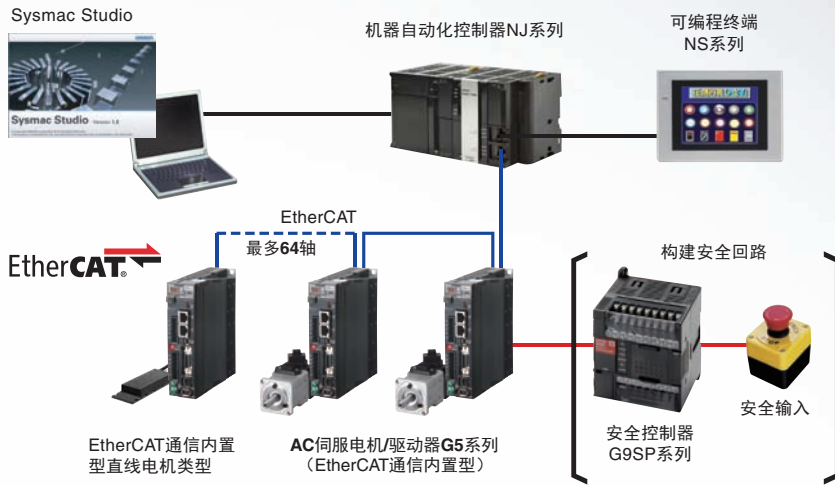 Sysmac Studio
机器自动化控制器NJ系列
可编程终端
NS系列
Sysmac Studio Version 1.0
EtherCAT
最多64轴
EtherCAT®
构建安全回路
安全输入
EtherCAT通信内置
型直线电机类型
AC伺服电机/驱动器G5系列
（EtherCAT通信内置型）
安全控制器
G9SP系列